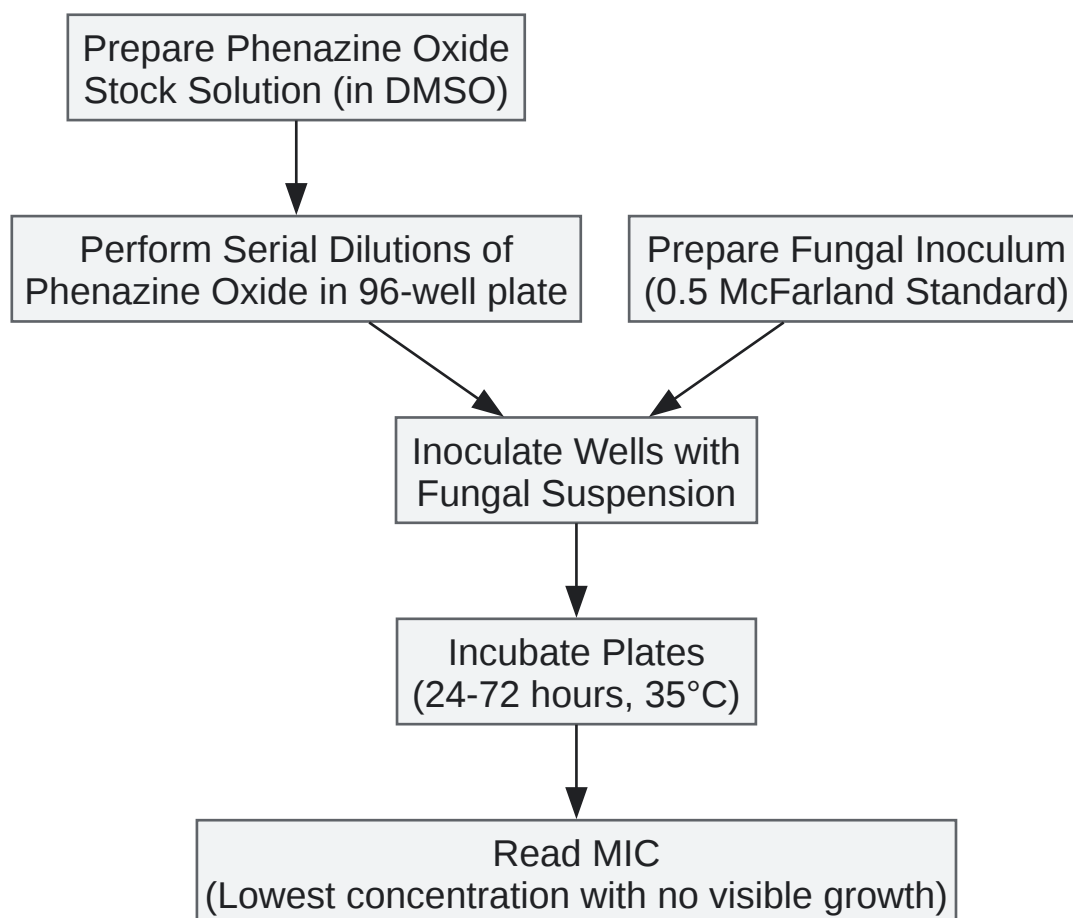 Prepare Phenazine Oxide
Stock Solution (in DMSO)
Perform Serial Dilutions of
Phenazine Oxide in 96-well plate
Prepare Fungal Inoculum
(0.5 McFarland Standard)
Inoculate Wells with
Fungal Suspension
Incubate Plates
(24-72 hours, 35°C)
Read MIC
(Lowest concentration with no visible growth)